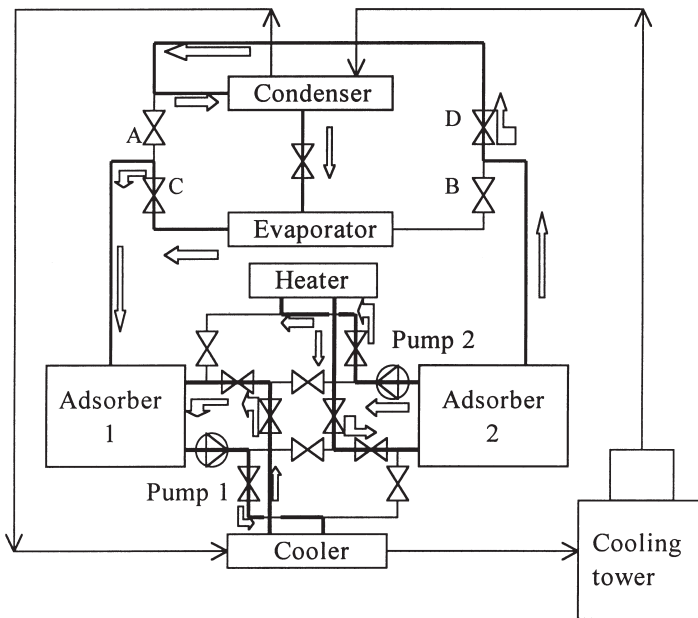 Condenser
A
D
C
B
Evaporator
Heater
Pump 2
Adsorber
1
Adsorber
2
Pump 1
Cooler
Cooling
tower